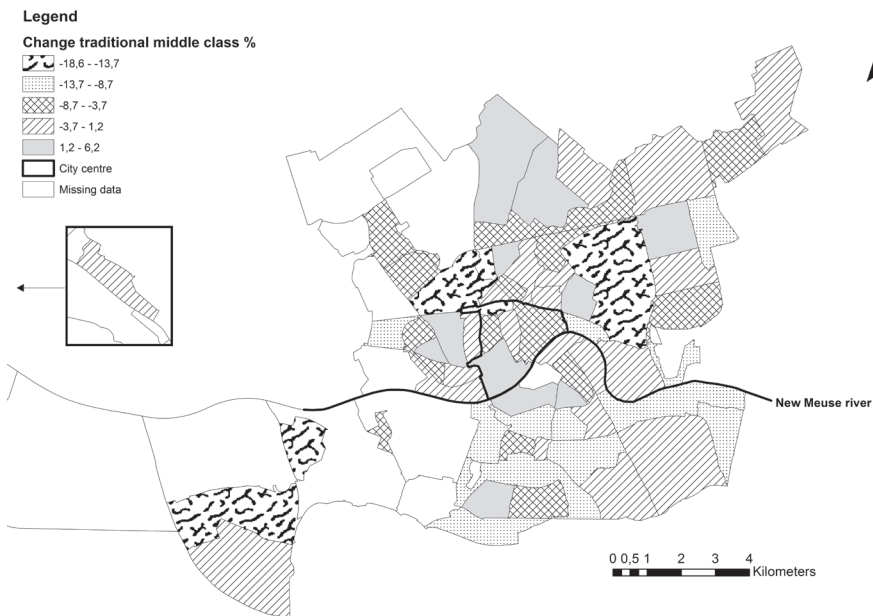 Legend
Change traditional middle class %
-18,6 - -13,7
-13,7 - -8,7
-8,7 - -3,7
-3,7 - 1,2
1,2 - 6,2
City centre
Missing data
New Meuse river
0 0,5 1 2 3 4
Kilometers